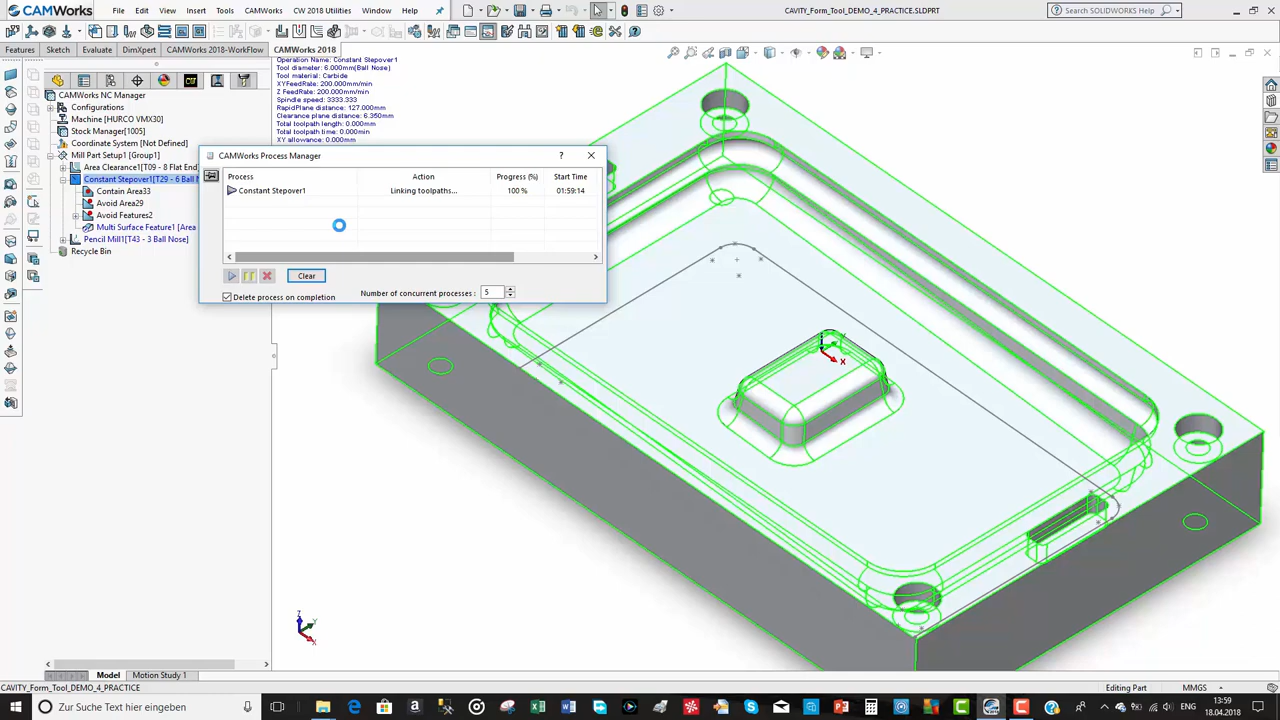 CAMWorks
File Edit View Insert Tools CAMWorks CW 2018 Utilities Window Help
CAVITY_Form_Tool_DEMO_4_PRACTICE.SLDPRT
Search SOLIDWORKS Help
Features Sketch Evaluate DimXpert CAMWorks 2018-WorkFlow CAMWorks 2018
Operation Name: Constant Stepover1
Tool diameter: 6.000mm(Ball Nose)
Tool material: Carbide
XYFeedRate: 200.000mm/min
Z FeedRate: 200.000mm/min
Spindle speed: 3333.333
RapidPlane distance: 127.000mm
Clearance plane distance: 6.350mm
Total toolpath length: 0.000mm
Total toolpath time: 0.000mm
XY allowance: 0.000mm
CAMWorks NC Manager
Configurations
Machine [HURCO VMX30]
Stock Manager[1005]
Coordinate System [Not Defined]
Mill Part Setup1 [Group1]
Area Clearance1[T09 - 8 Flat End
Constant Stepover1[T29 - 6 Ball N
Contain Area33
Avoid Area29
Avoid Features2
Multi Surface Feature1 [Area
Pencil Mill1[T43 - 3 Ball Nose]
Recycle Bin
CAMWorks Process Manager
?
Process Action Progress (%) Start Time
Constant Stepover1 Linking toolpaths... 100 % 01:59:14
Clear
Delete process on completion Number of concurrent processes : 5
Y
X
Z
Y
X
Model Motion Study 1
CAVITY_Form_Tool_DEMO_4_PRACTICE
Editing Part MMGS
Zur Suche Text hier eingeben
13:59
18.04.2018